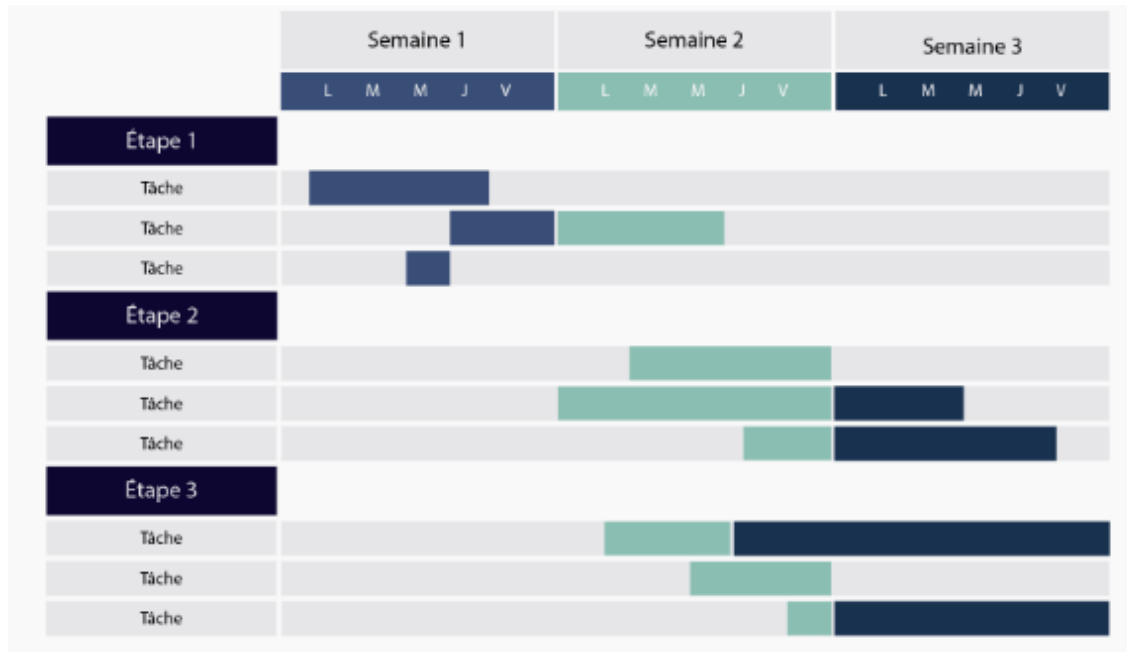 Semaine 1 Semaine 2 Semaine 3
L M M J V L M M J V L M M J V
Étape 1
Tâche
Tâche
Tâche
Étape 2
Tâche
Tâche
Tâche
Étape 3
Tâche
Tâche
Tâche